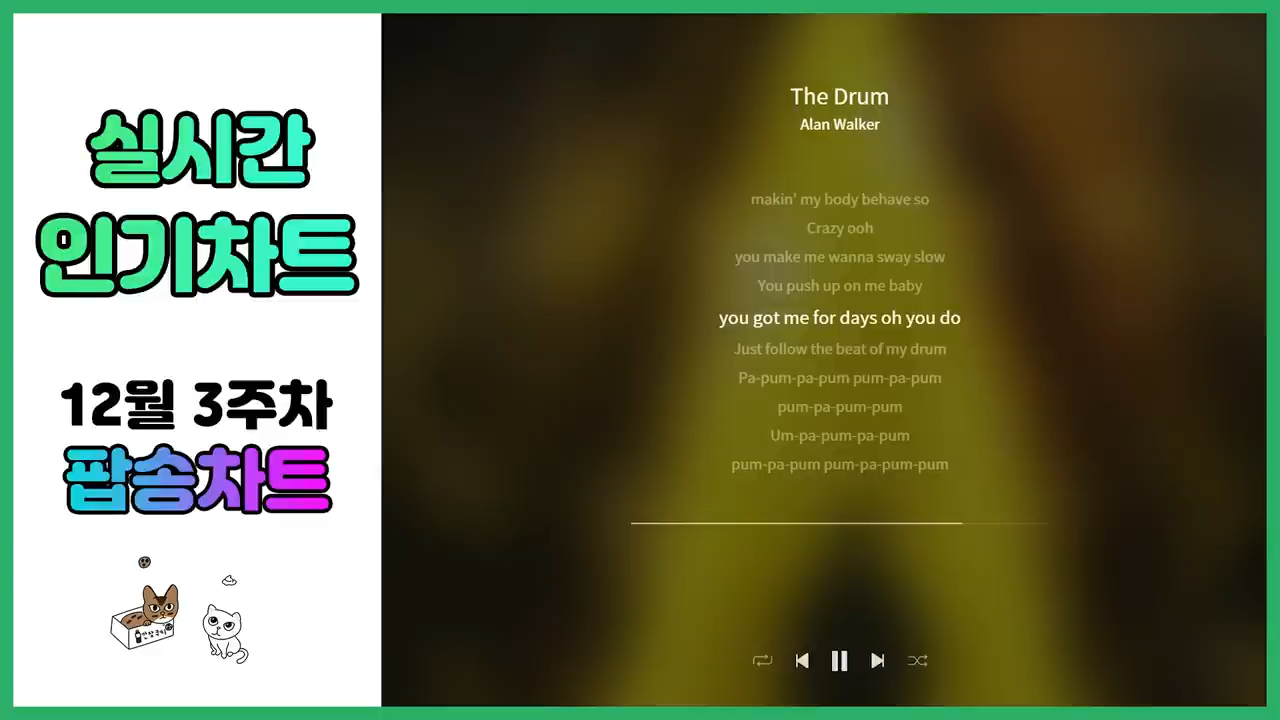 실시간
인기차트
12월 3주차
팝송차트
The Drum
Alan Walker
makin' my body behave so
Crazy ooh
you make me wanna sway slow
You push up on me baby
you got me for days oh you do
Just follow the beat of my drum
Pa-pum-pa-pum pum-pa-pum
pum-pa-pum-pum
Um-pa-pum-pa-pum
pum-pa-pum pum-pa-pum-pum